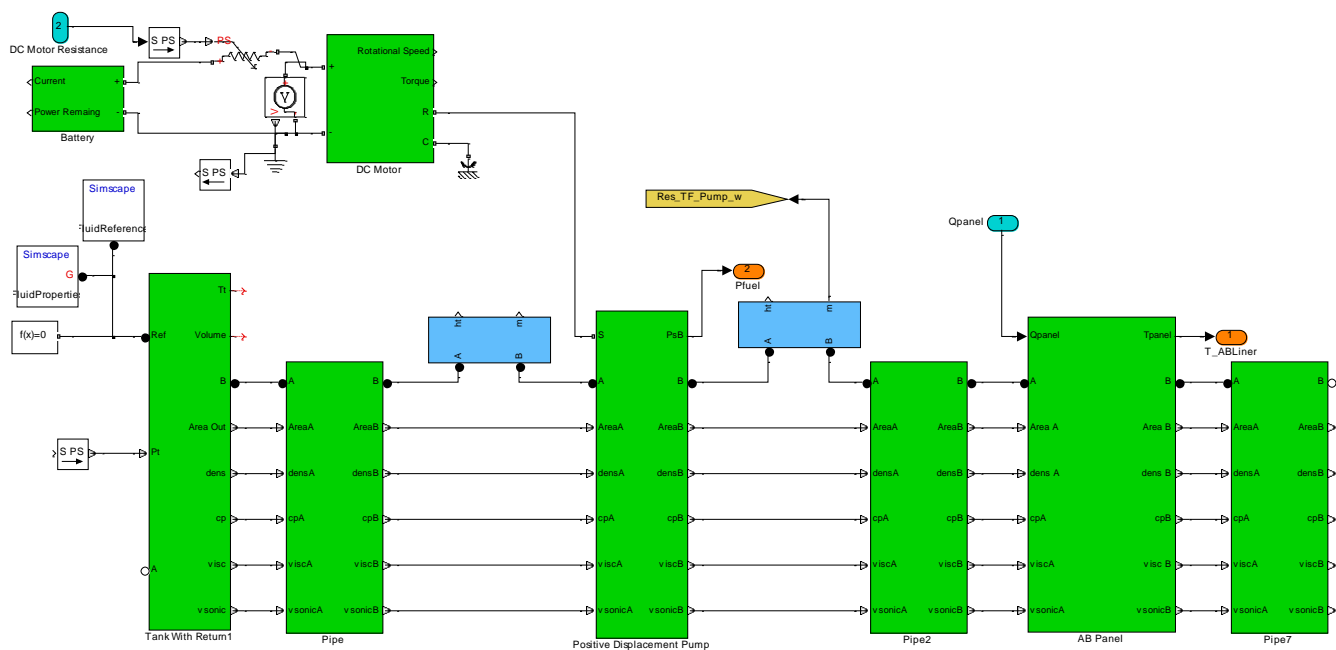 2
DC Motor Resistance
S PS
PS
+
-
Current
+
Power Remaing
-
Battery
V
+
V
S PS
Rotational Speed
Torque
+
R
-
C
DC Motor
Simscape
FluidReference
Simscape
G
FluidProperties
f(x)=0
S PS
Tt
Ref
Volume
B
Area Out
Pt
dens
cp
A
visc
vsonic
Tank With Return1
A
B
AreaA
AreaB
densA
densB
cpA
cpB
viscA
viscB
vsonicA
vsonicB
Pipe
ht
m
A
B
Res_TF_Pump_w
2
Pfuel
S
PsB
A
B
AreaA
AreaB
densA
densB
cpA
cpB
viscA
viscB
vsonicA
vsonicB
Positive Displacement Pump
ht
m
A
B
A
B
AreaA
AreaB
densA
densB
cpA
cpB
viscA
viscB
vsonicA
vsonicB
Pipe2
Qpanel
1
Qpanel
Tpanel
A
B
Area A
Area B
dens A
dens B
cpA
cpB
viscA
visc B
vsonicA
vsonic B
AB Panel
1
T_ABLiner
A
B
AreaA
AreaB
densA
densB
cpA
cpB
viscA
viscB
vsonicA
vsonicB
Pipe7